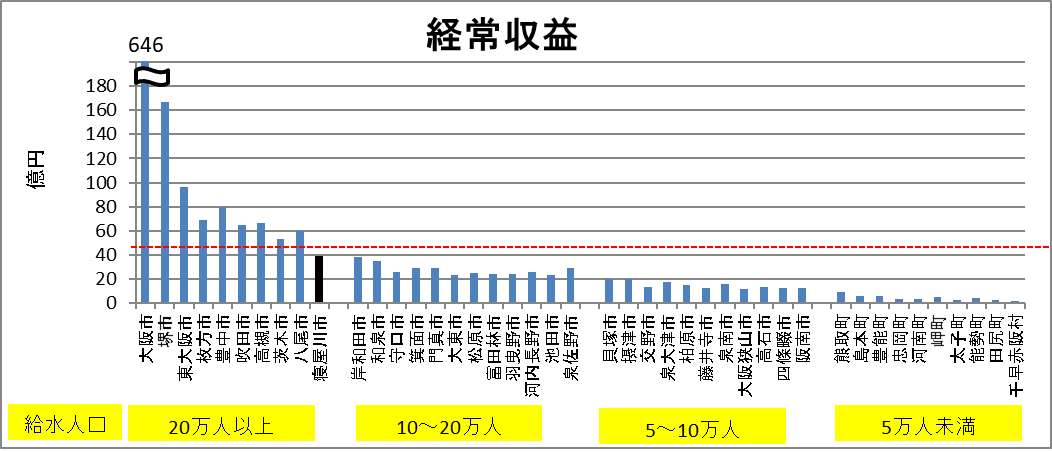 経常収益
646
億円
180
160
140
120
100
80
60
40
20
0
大阪市
堺市
東大阪市
枚方市
豊中市
吹田市
高槻市
茨木市
八尾市
寝屋川市
岸和田市
和泉市
守口市
箕面市
門真市
大東市
松原市
富田林市
羽曳野市
河内長野市
池田市
泉佐野市
貝塚市
摂津市
交野市
泉大津市
柏原市
藤井寺市
泉南市
大阪狭山市
高石市
四條畷市
阪南市
熊取町
島本町
豊能町
忠岡町
河南町
岬町
太子町
能勢町
田尻町
千早赤阪村
給水人口
20万人以上
10～20万人
5～10万人
5万人未満